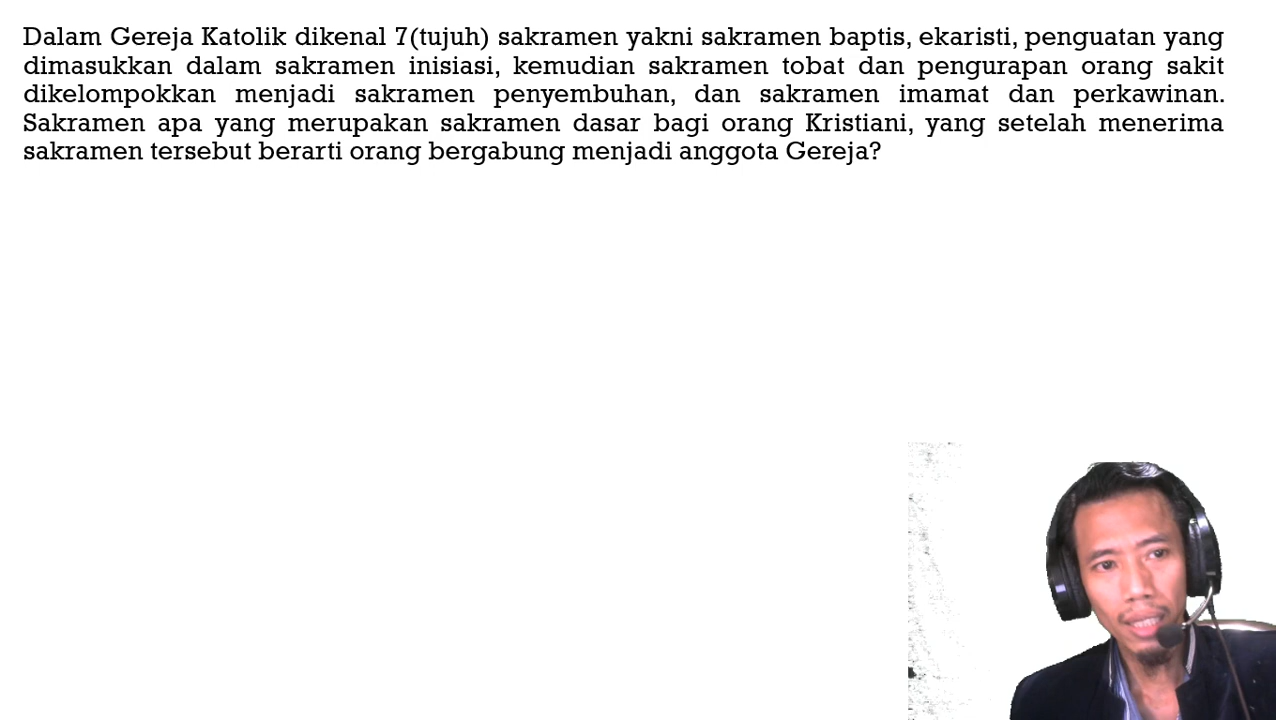 Dalam Gereja Katolik dikenal 7(tujuh) sakramen yakni sakramen baptis, ekaristi, penguatan yang
dimasukkan dalam sakramen inisiasi, kemudian sakramen tobat dan pengurapan orang sakit
dikelompokkan menjadi sakramen penyembuhan, dan sakramen imamat dan perkawinan.
Sakramen apa yang merupakan sakramen dasar bagi orang Kristiani, yang setelah menerima
sakramen tersebut berarti orang bergabung menjadi anggota Gereja?